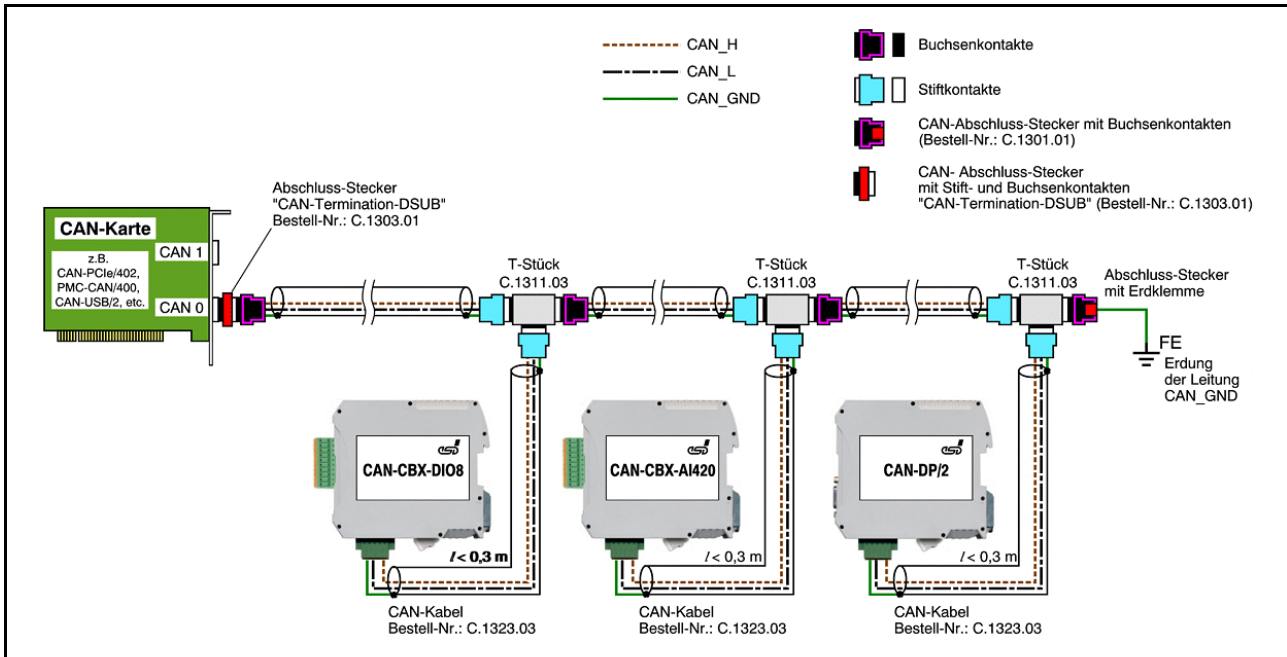 CAN_H
CAN_L
CAN_GND
Buchsenkontakte
Stiftkontakte
CAN-Abschluss-Stecker mit Buchsenkontakten
(Bestell-Nr.: C.1301.01)
CAN- Abschluss-Stecker
mit Stift- und Buchsenkontakten
"CAN-Termination-DSUB" (Bestell-Nr.: C.1303.01)
Abschluss-Stecker
"CAN-Termination-DSUB"
Bestell-Nr.: C.1303.01
CAN-Karte
z.B.
CAN-PCIe/402,
PMC-CAN/400,
CAN-USB/2, etc.
CAN 1
CAN 0
T-Stück
C.1311.03
T-Stück
C.1311.03
T-Stück
C.1311.03
Abschluss-Stecker
mit Erdklemme
FE
Erdung
der Leitung
CAN_GND
esd
CAN-CBX-DIO8
esd
CAN-CBX-AI420
esd
CAN-DP/2
l < 0,3 m
l < 0,3 m
l < 0,3 m
CAN-Kabel
Bestell-Nr.: C.1323.03
CAN-Kabel
Bestell-Nr.: C.1323.03
CAN-Kabel
Bestell-Nr.: C.1323.03